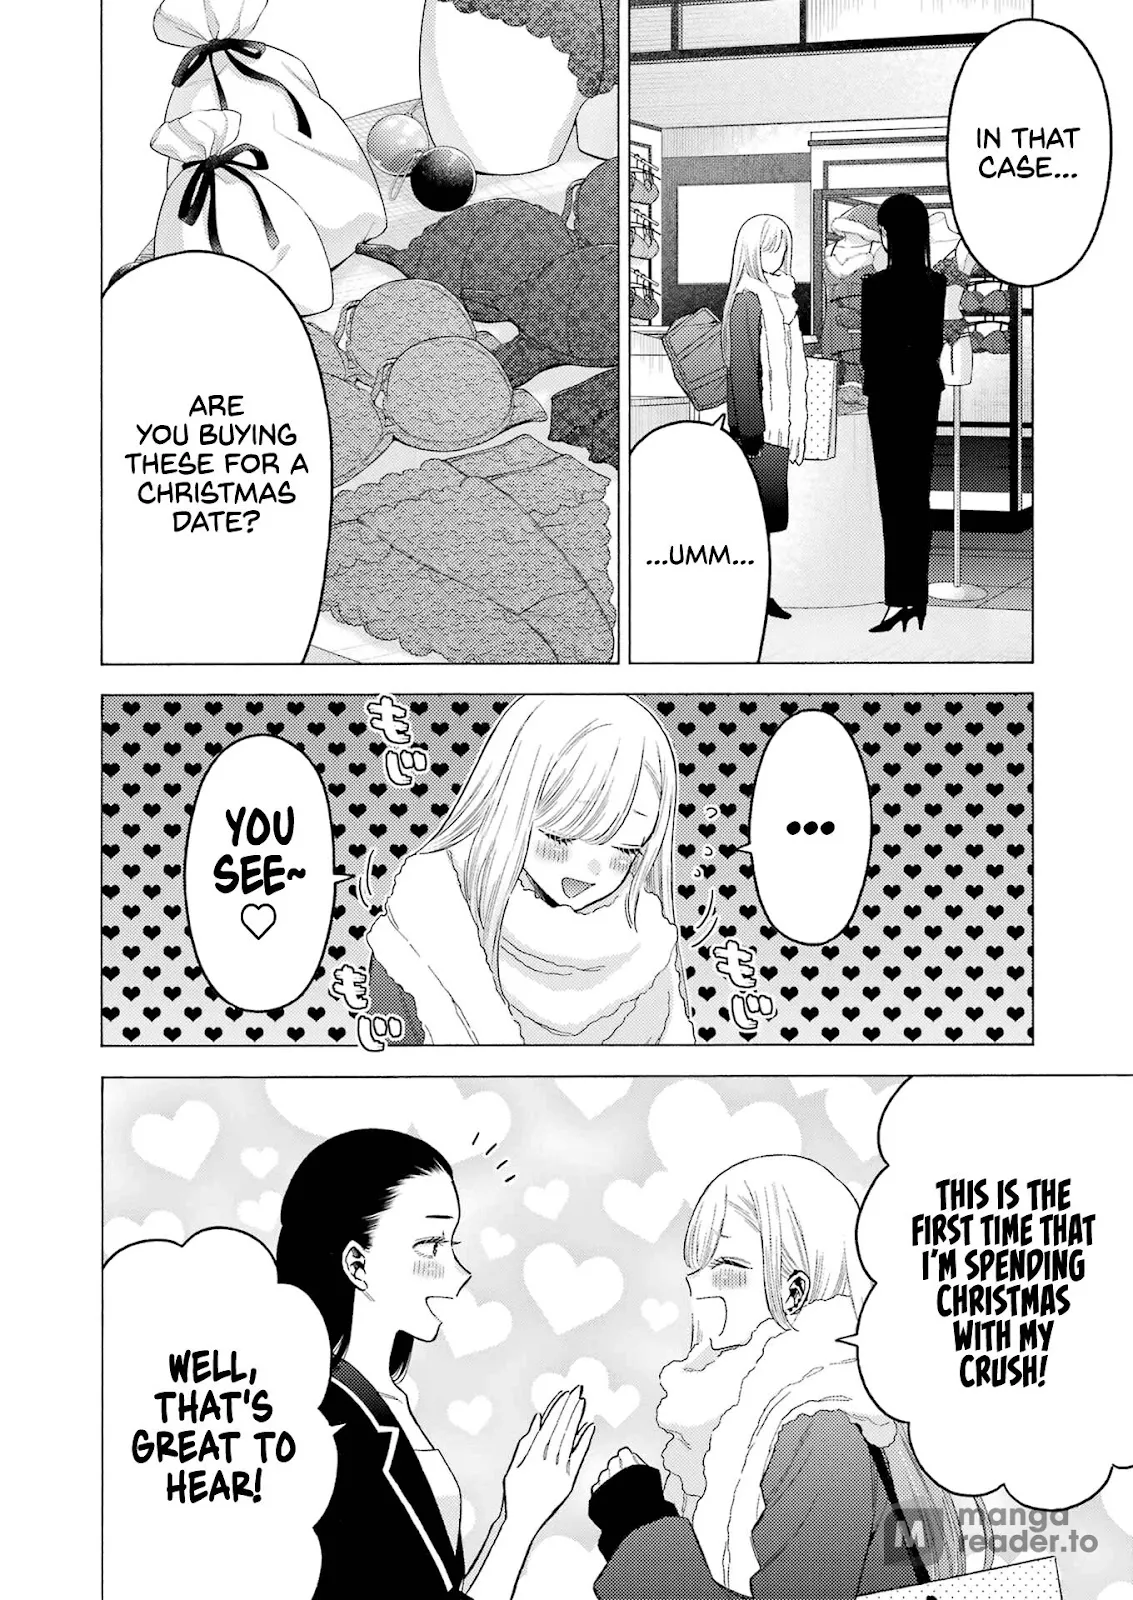 IN THAT
CASE...
...UMM...
ARE
YOU BUYING
THESE FOR A
CHRISTMAS
DATE?
...
もじ
YOU
SEE~
♡
もじ
もじ
THIS IS THE
FIRST TIME THAT
I'M SPENDING
CHRISTMAS
WITH MY
CRUSH!
WELL,
THAT'S
GREAT TO
HEAR!
M manga
reader.to